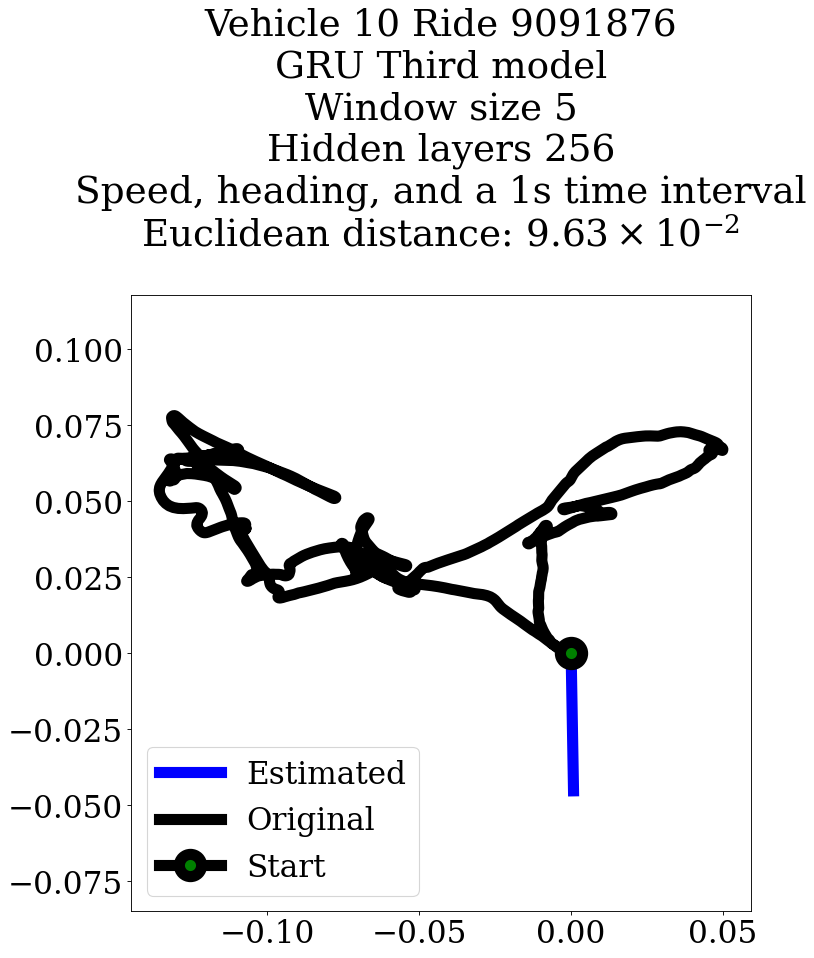 Vehicle 10 Ride 9091876
GRU Third model
Window size 5
Hidden layers 256
Speed, heading, and a 1s time interval
Euclidean distance: 9.63 × 10⁻²
0.100
0.075
0.050
0.025
0.000
−0.025
−0.050
−0.075
Estimated
Original
Start
−0.10
−0.05
0.00
0.05